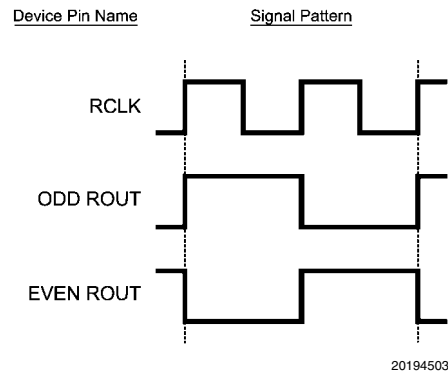 Device Pin Name
Signal Pattern
RCLK
ODD ROUT
EVEN ROUT
20194503